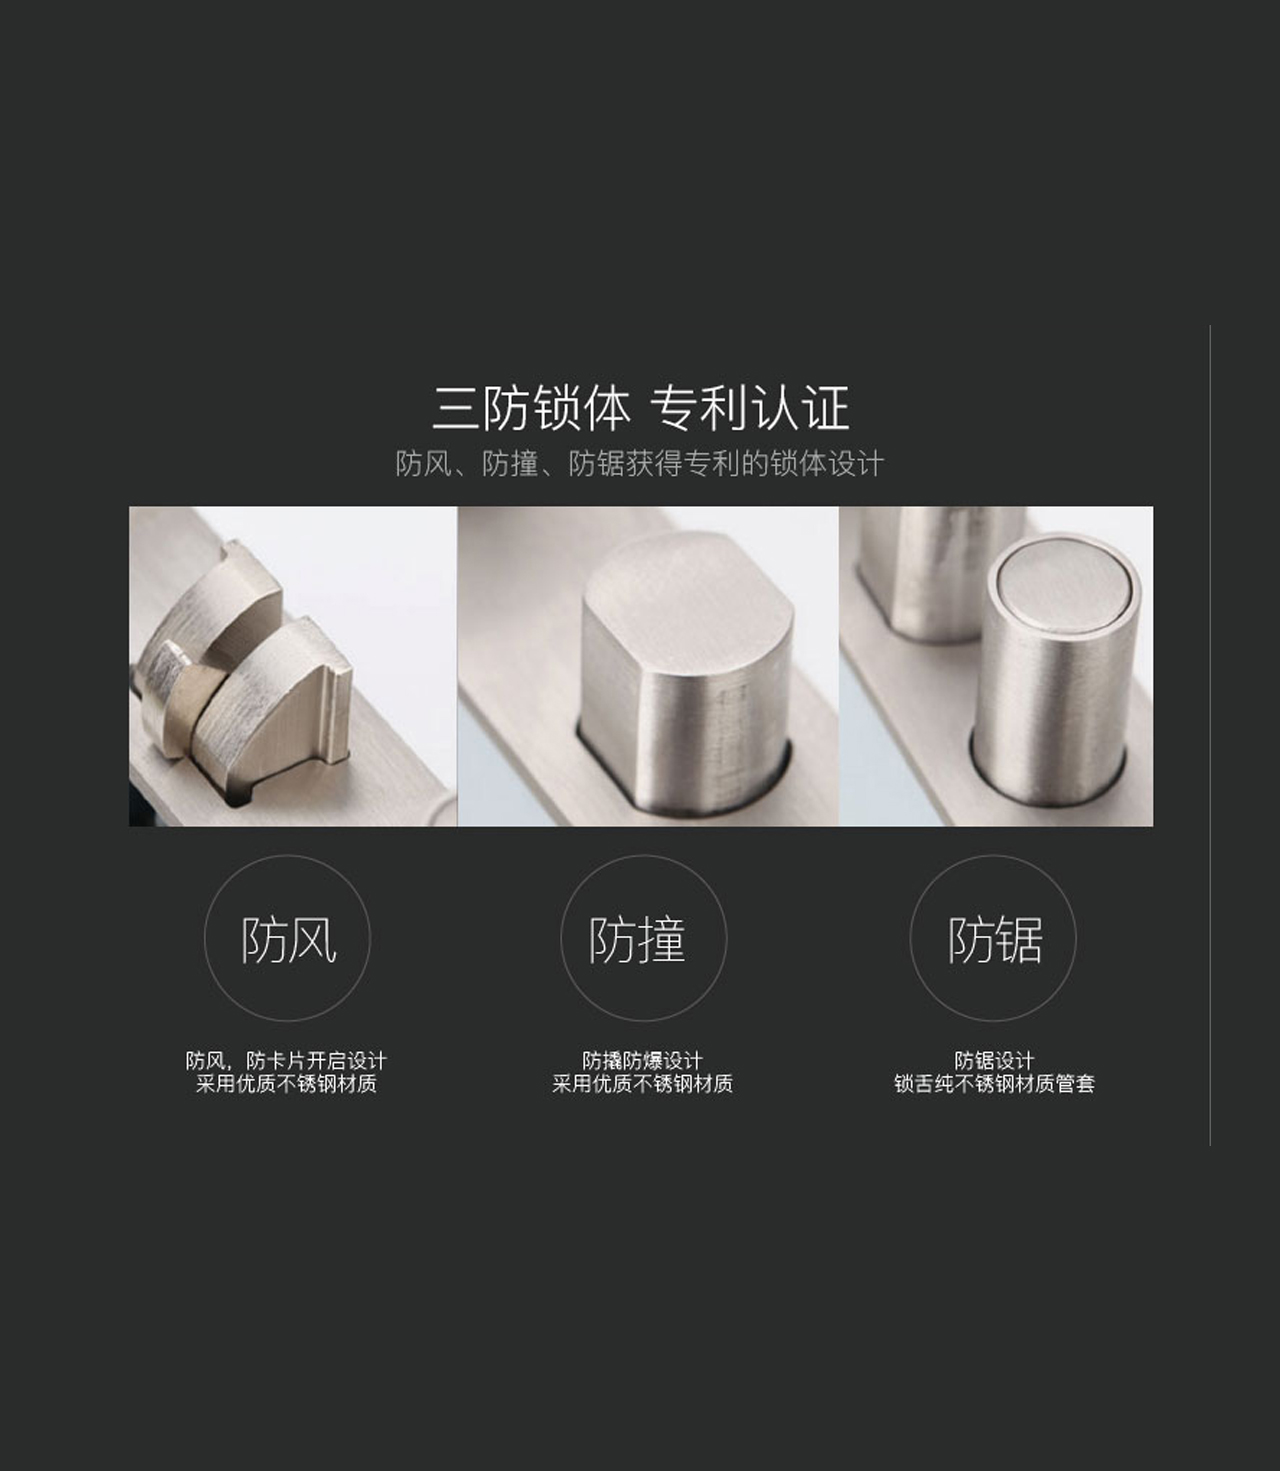 三防锁体 专利认证
防风、防撞、防锯获得专利的锁体设计
防风
防撞
防锯
防风，防卡片开启设计
采用优质不锈钢材质
防撬防爆设计
采用优质不锈钢材质
防锯设计
锁舌纯不锈钢材质管套